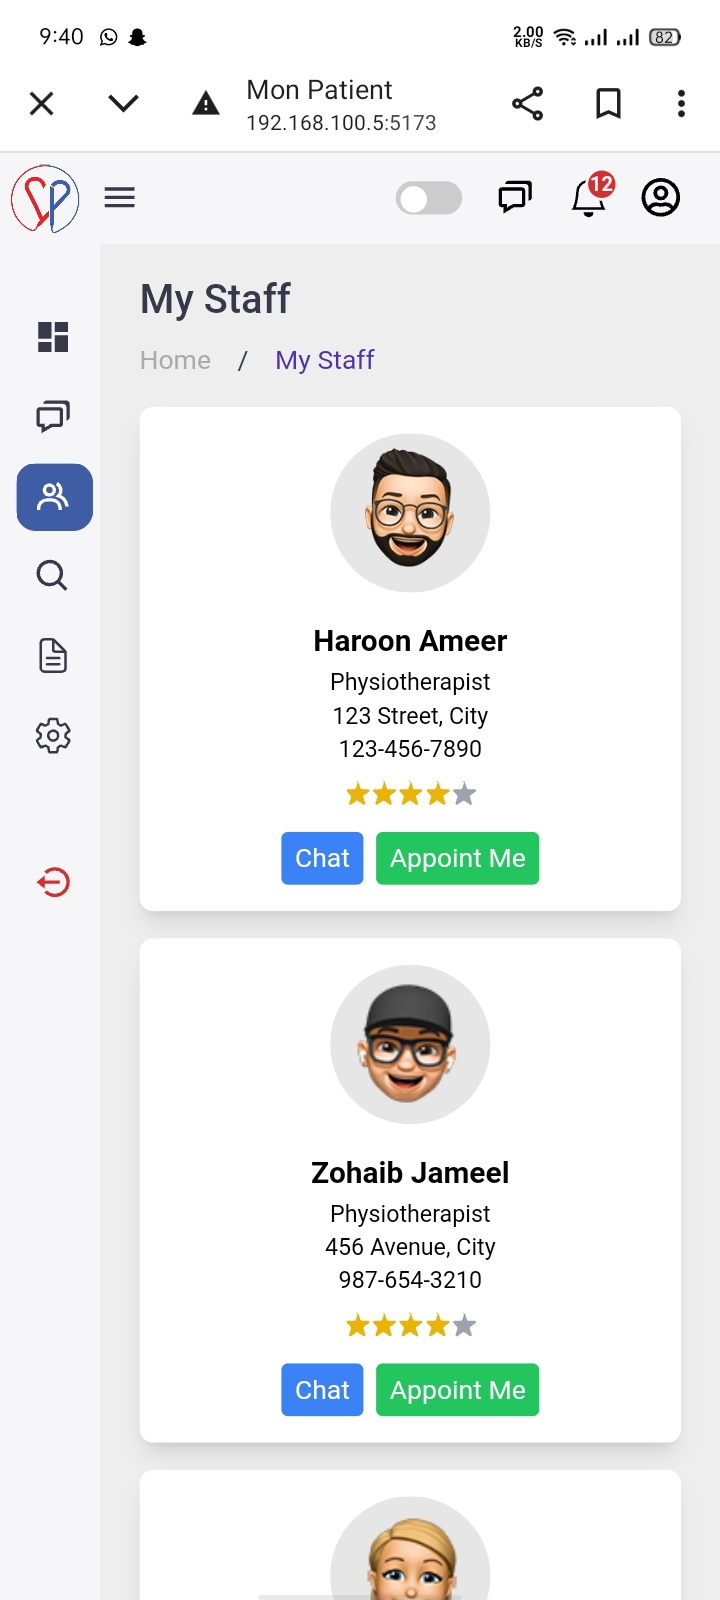 9:40
2.00
KB/S
82
Mon Patient
192.168.100.5:5173
SP
12
My Staff
Home / My Staff
Haroon Ameer
Physiotherapist
123 Street, City
123-456-7890
Chat Appoint Me
Zohaib Jameel
Physiotherapist
456 Avenue, City
987-654-3210
Chat Appoint Me